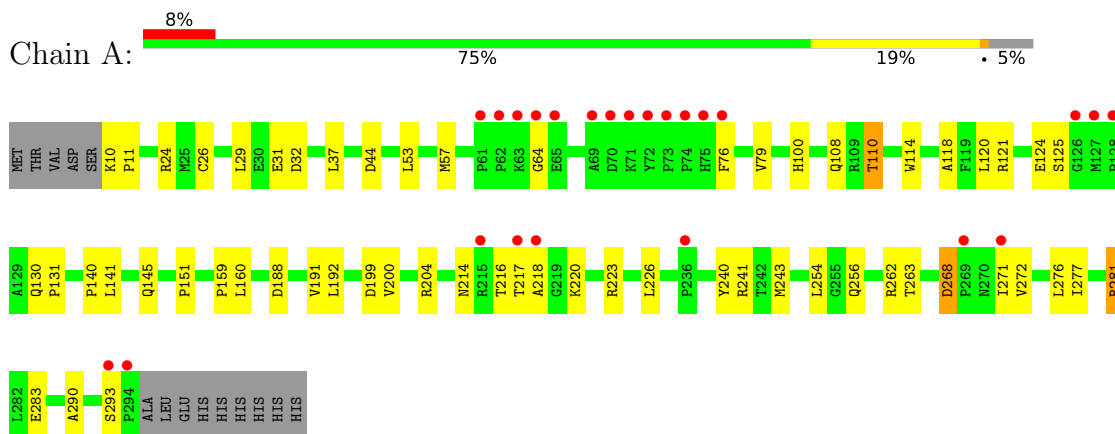 8%
Chain A:
75% 19% • 5%
MET THR VAL ASP SER K10 P11 R24 M25 C26 L29 E30 E31 D32 L37 D44 L53 M57 P61 P62 K63 G64 E65 A69 D70 K71 Y72 P73 P74 H75 F76 V79 H100 Q108 R109 T110 W114 A118 F119 L120 R121 E124 S125 G126 M127 R128
A129 Q130 P131 P140 L141 Q145 P151 P159 L160 D188 V191 L192 D199 V200 R204 N214 R215 T216 T217 A218 G219 K220 R223 L226 P236 Y240 R241 T242 M243 L254 G255 Q256 R262 T263 D268 P269 N270 I271 V272 L276 I277 R281
L282 E283 A290 S293 P294 ALA LEU GLU HIS HIS HIS HIS HIS HIS